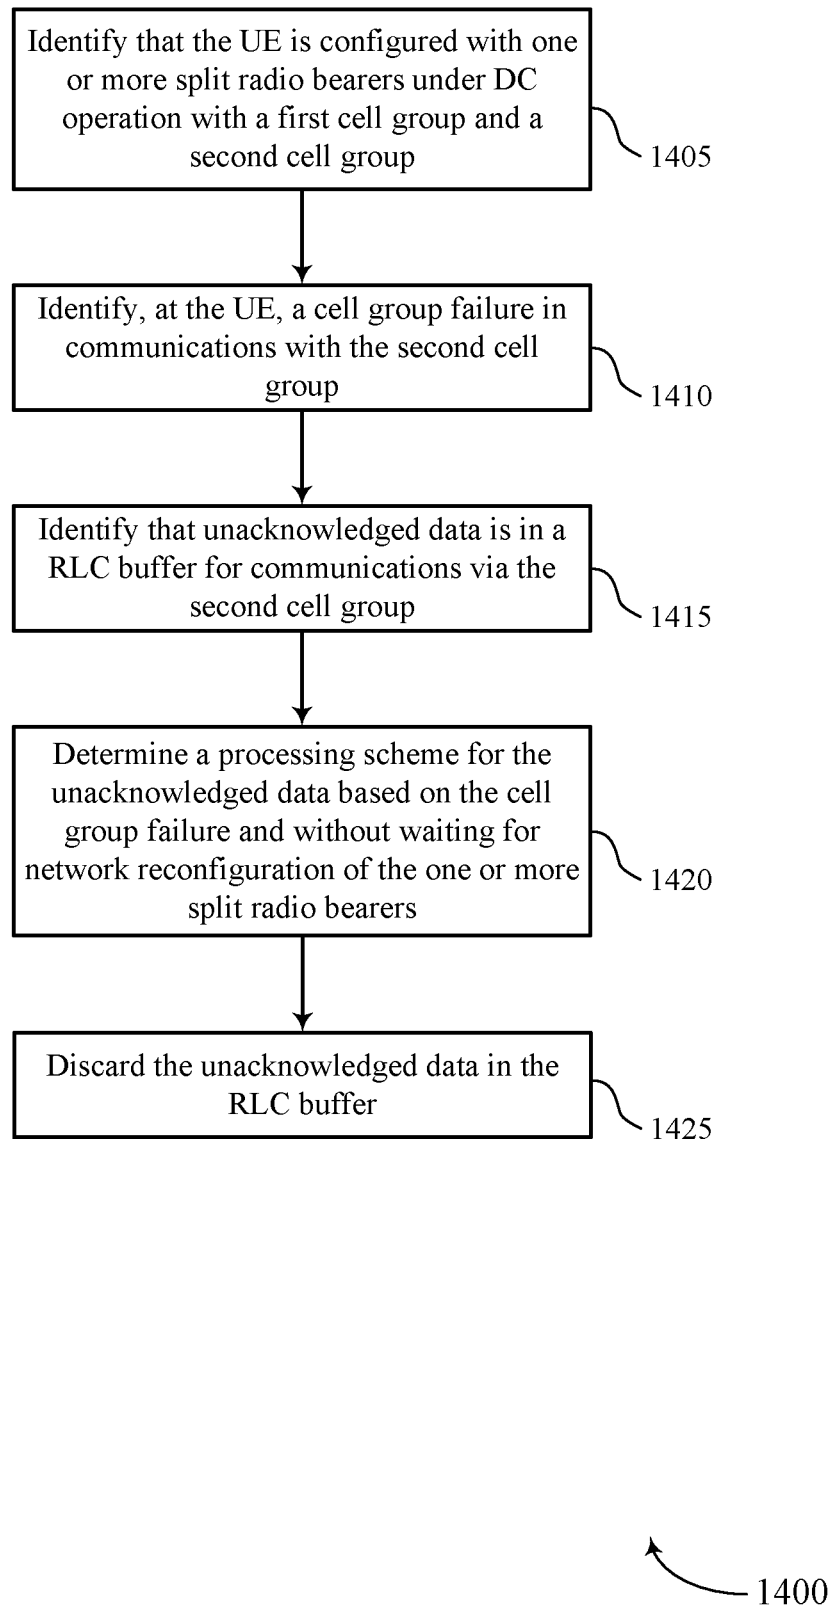 Identify that the UE is configured with one
or more split radio bearers under DC
operation with a first cell group and a
second cell group
1405
Identify, at the UE, a cell group failure in
communications with the second cell
group
1410
Identify that unacknowledged data is in a
RLC buffer for communications via the
second cell group
1415
Determine a processing scheme for the
unacknowledged data based on the cell
group failure and without waiting for
network reconfiguration of the one or more
split radio bearers
1420
Discard the unacknowledged data in the
RLC buffer
1425
1400